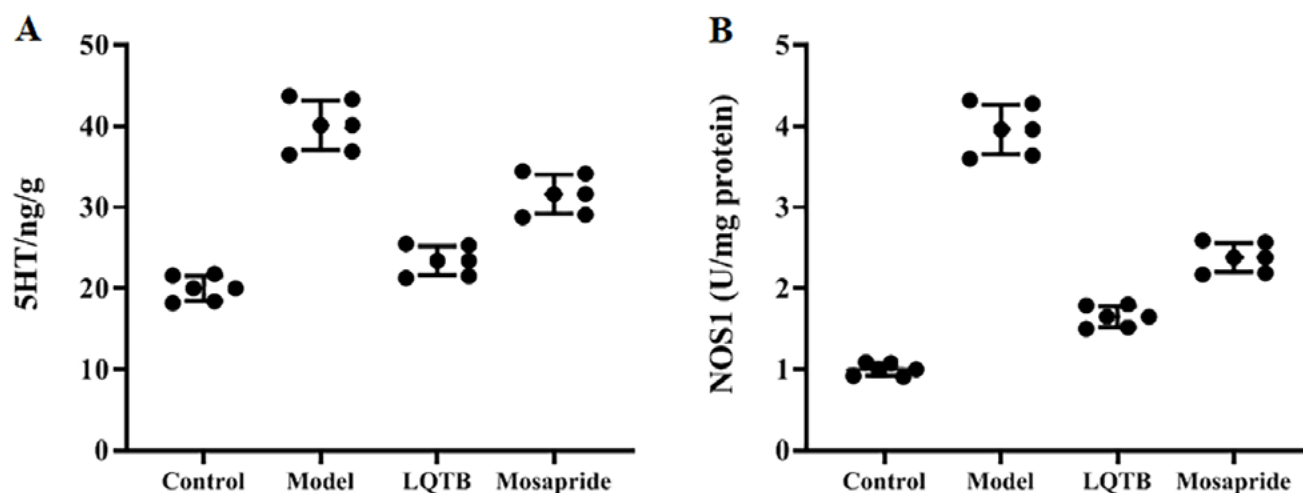 A
5HT/ng/g
50
40
30
20
10
0
Control Model LQTB Mosapride
B
NOS1 (U/mg protein)
5
4
3
2
1
0
Control Model LQTB Mosapride